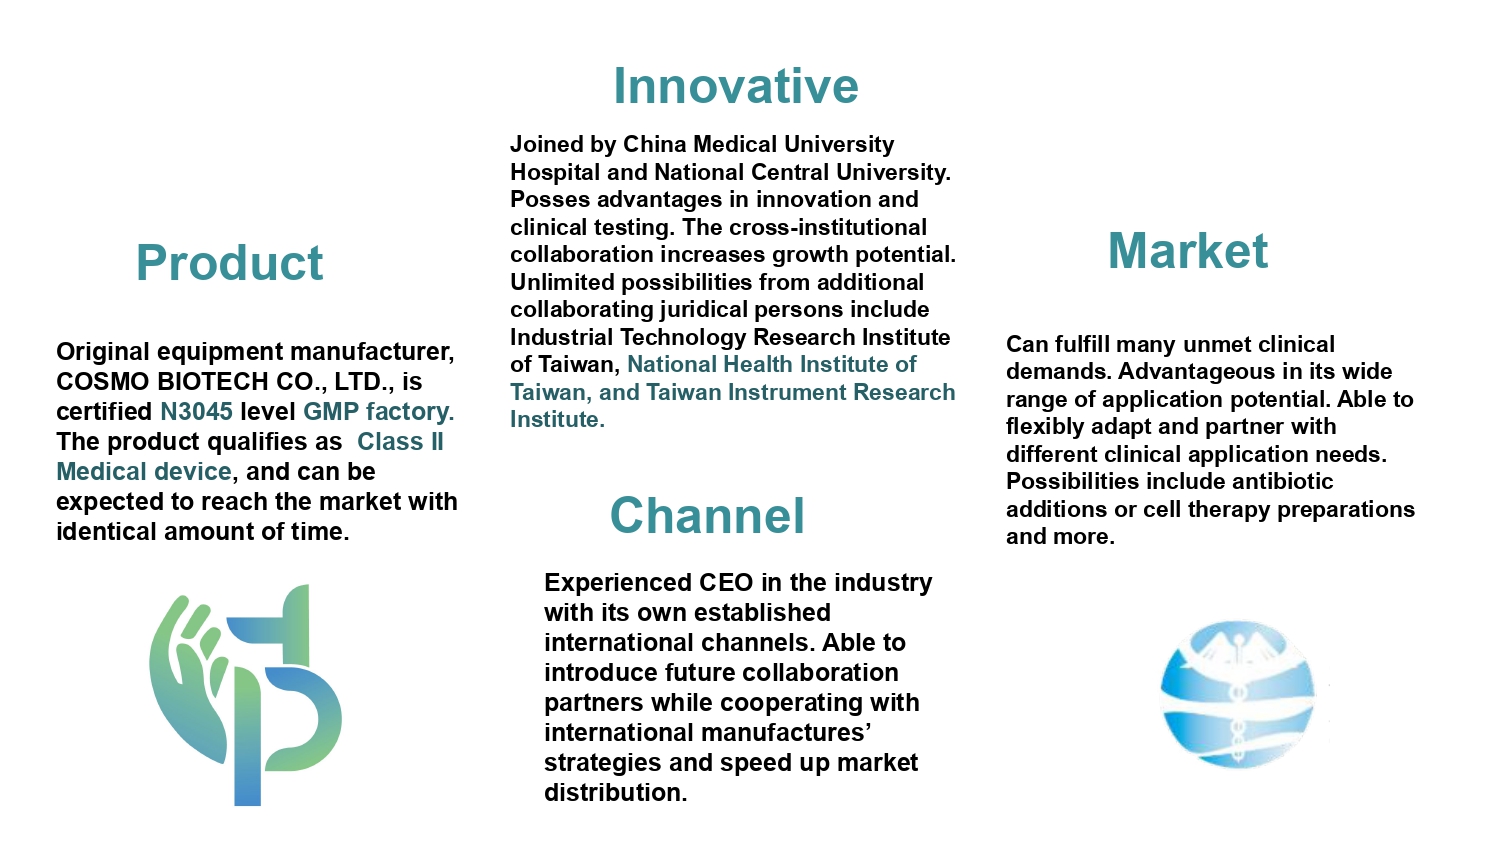 Innovative
Joined by China Medical University
Hospital and National Central University.
Posses advantages in innovation and
clinical testing. The cross-institutional
collaboration increases growth potential.
Unlimited possibilities from additional
collaborating juridical persons include
Industrial Technology Research Institute
of Taiwan, National Health Institute of
Taiwan, and Taiwan Instrument Research
Institute.
Product
Original equipment manufacturer,
COSMO BIOTECH CO., LTD., is
certified N3045 level GMP factory.
The product qualifies as  Class II
Medical device, and can be
expected to reach the market with
identical amount of time.
Market
Can fulfill many unmet clinical
demands. Advantageous in its wide
range of application potential. Able to
flexibly adapt and partner with
different clinical application needs.
Possibilities include antibiotic
additions or cell therapy preparations
and more.
Channel
Experienced CEO in the industry
with its own established
international channels. Able to
introduce future collaboration
partners while cooperating with
international manufactures’
strategies and speed up market
distribution.